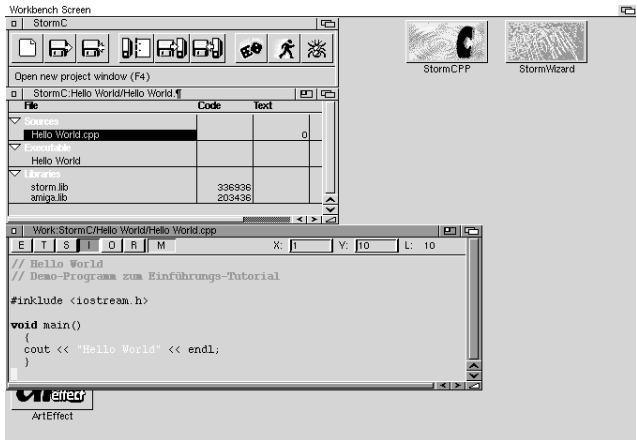 Workbench Screen
StormC
Open new project window (F4)
StormC:Hello World/Hello World.¶
File Code Text
Sources
Hello World.cpp 0
Executable
Hello World
Libraries
storm.lib 336936
amiga.lib 203436
StormCPP
StormWizard
Work:StormC/Hello World/Hello World.cpp
E T S I O R M X: 1 Y: 10 L: 10
// Hello World
// Demo-Programm zum Einführungs-Tutorial
#inklude <iostream.h>
void main()
{
cout << "Hello World" << endl;
}
ArtEffect